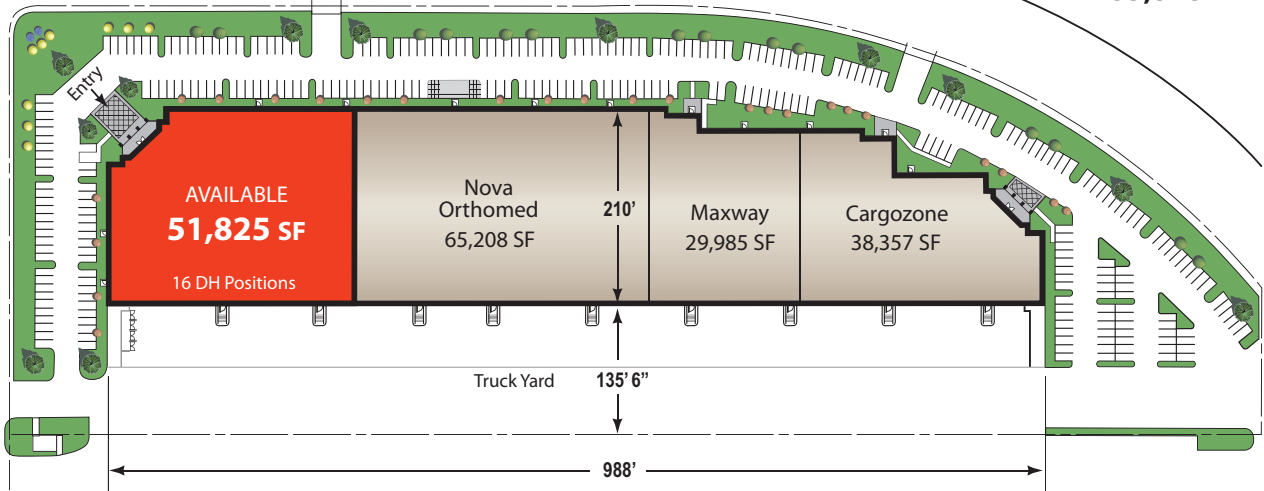 Entry
AVAILABLE
51,825 SF
16 DH Positions
Nova
Orthomed
65,208 SF
210’
Maxway
29,985 SF
Cargozone
38,357 SF
Truck Yard
135’ 6”
988’